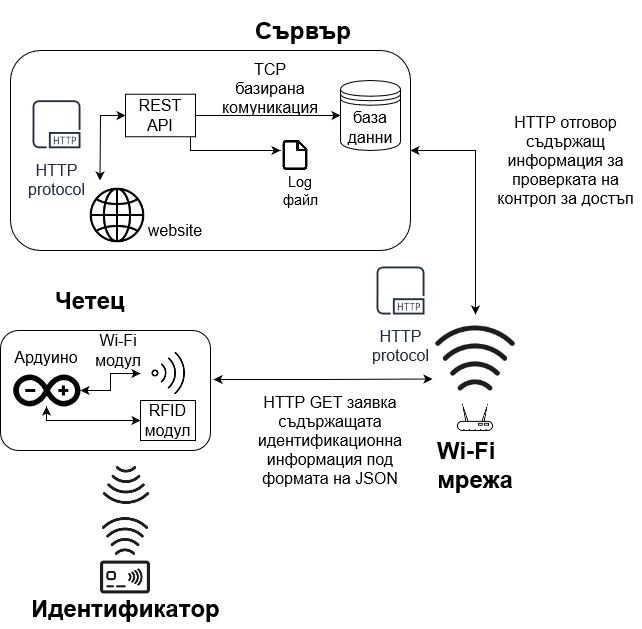 Сървър
TCP
базирана
комуникация
REST
API
база
данни
HTTP
HTTP
protocol
Log
файл
website
HTTP отговор
съдържащ
информация за
проверката на
контрол за достъп
Четец
HTTP
HTTP
protocol
Wi-Fi
модул
Ардуино
RFID
модул
HTTP GET заявка
съдържащата
идентификационна
информация под
формата на JSON
Wi-Fi
мрежа
Идентификатор